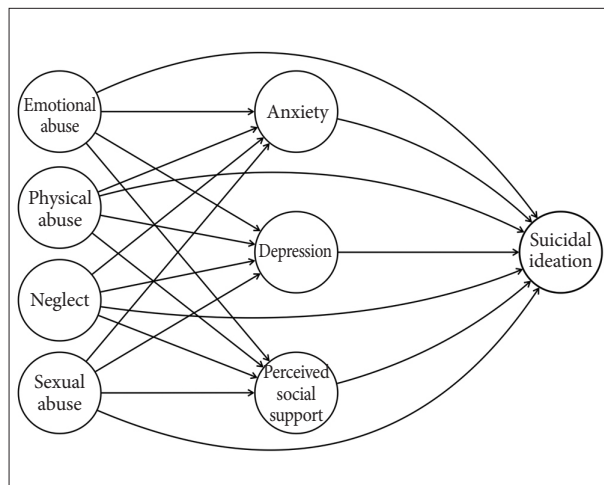 Emotional
abuse
Physical
abuse
Neglect
Sexual
abuse
Anxiety
Depression
Perceived
social
support
Suicidal
ideation